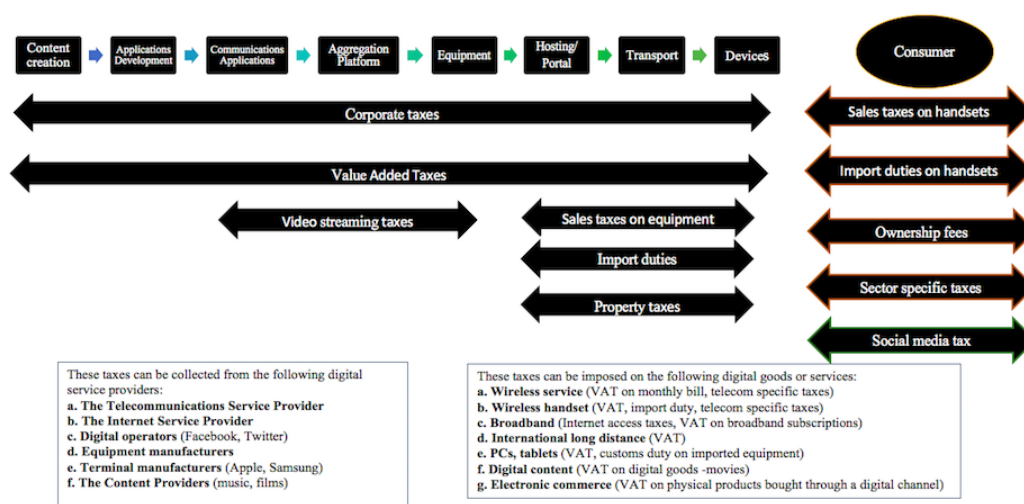 Content
creation
Applications
Development
Communications
Applications
Aggregation
Platform
Equipment
Hosting/
Portal
Transport
Devices
Consumer
Corporate taxes
Sales taxes on handsets
Value Added Taxes
Import duties on handsets
Video streaming taxes
Sales taxes on equipment
Ownership fees
Import duties
Sector specific taxes
Property taxes
Social media tax
These taxes can be collected from the following digital
service providers:
a. The Telecommunications Service Provider
b. The Internet Service Provider
c. Digital operators (Facebook, Twitter)
d. Equipment manufacturers
e. Terminal manufacturers (Apple, Samsung)
f. The Content Providers (music, films)
These taxes can be imposed on the following digital goods or services:
a. Wireless service (VAT on monthly bill, telecom specific taxes)
b. Wireless handset (VAT, import duty, telecom specific taxes)
c. Broadband (Internet access taxes, VAT on broadband subscriptions)
d. International long distance (VAT)
e. PCs, tablets (VAT, customs duty on imported equipment)
f. Digital content (VAT on digital goods -movies)
g. Electronic commerce (VAT on physical products bought through a digital channel)